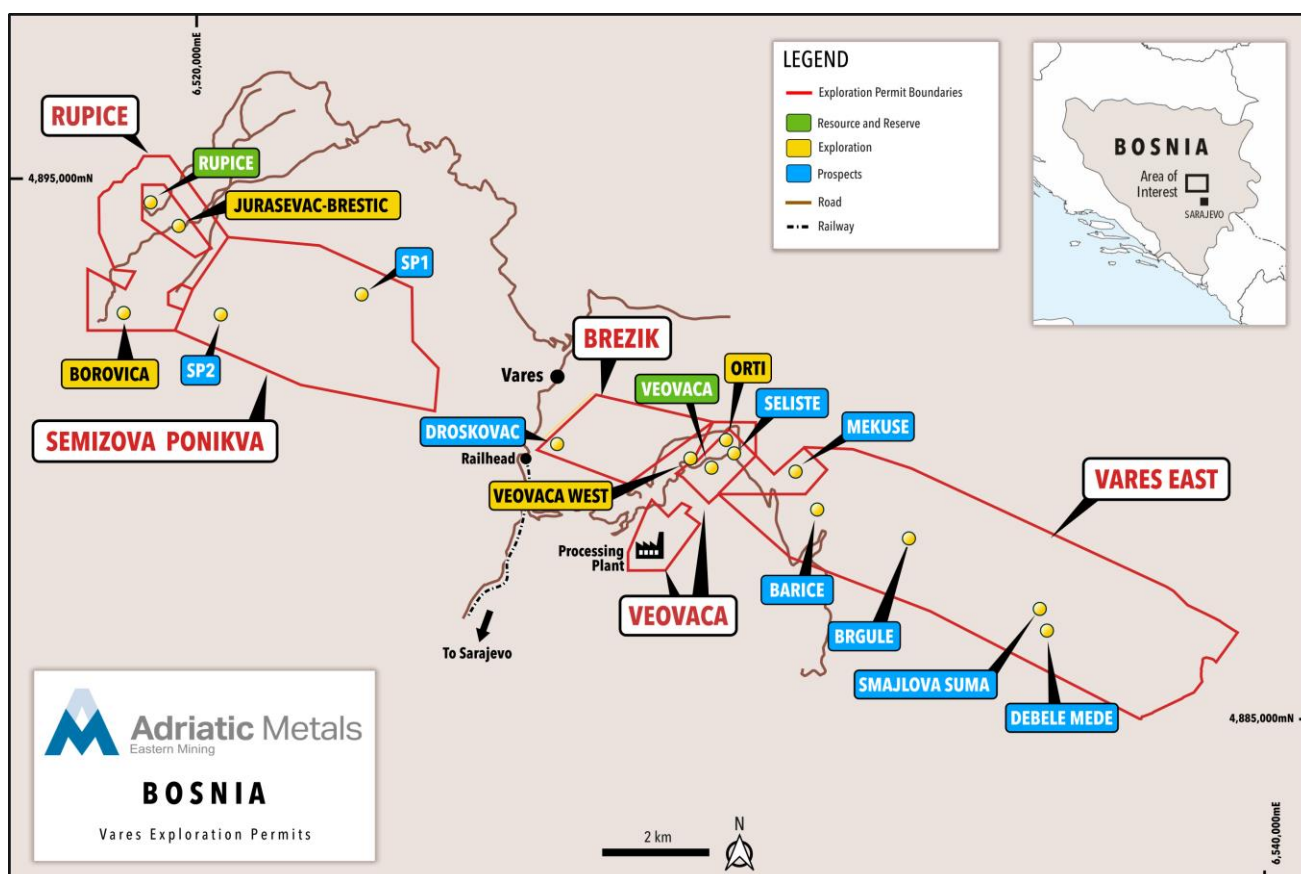 6,520,000mE
4,895,000mN
RUPICE
RUPICE
JURASEVAC-BRESTIC
SP1
BOROVICA
SP2
SEMIZOVA PONIKVA
Vares
BREZIK
ORTI
VEOVACA
SELISTE
MEKUSE
DROSKOVAC
Railhead
VEOVACA WEST
VARES EAST
Processing
Plant
VEOVACA
BARICE
BRGULE
SMAJLOVA SUMA
DEBELE MEDE
To Sarajevo
4,885,000mN
6,540,000mE
LEGEND
Exploration Permit Boundaries
Resource and Reserve
Exploration
Prospects
Road
Railway
BOSNIA
Area of
Interest
SARAJEVO
Adriatic Metals
Eastern Mining
BOSNIA
Vares Exploration Permits
2 km
N